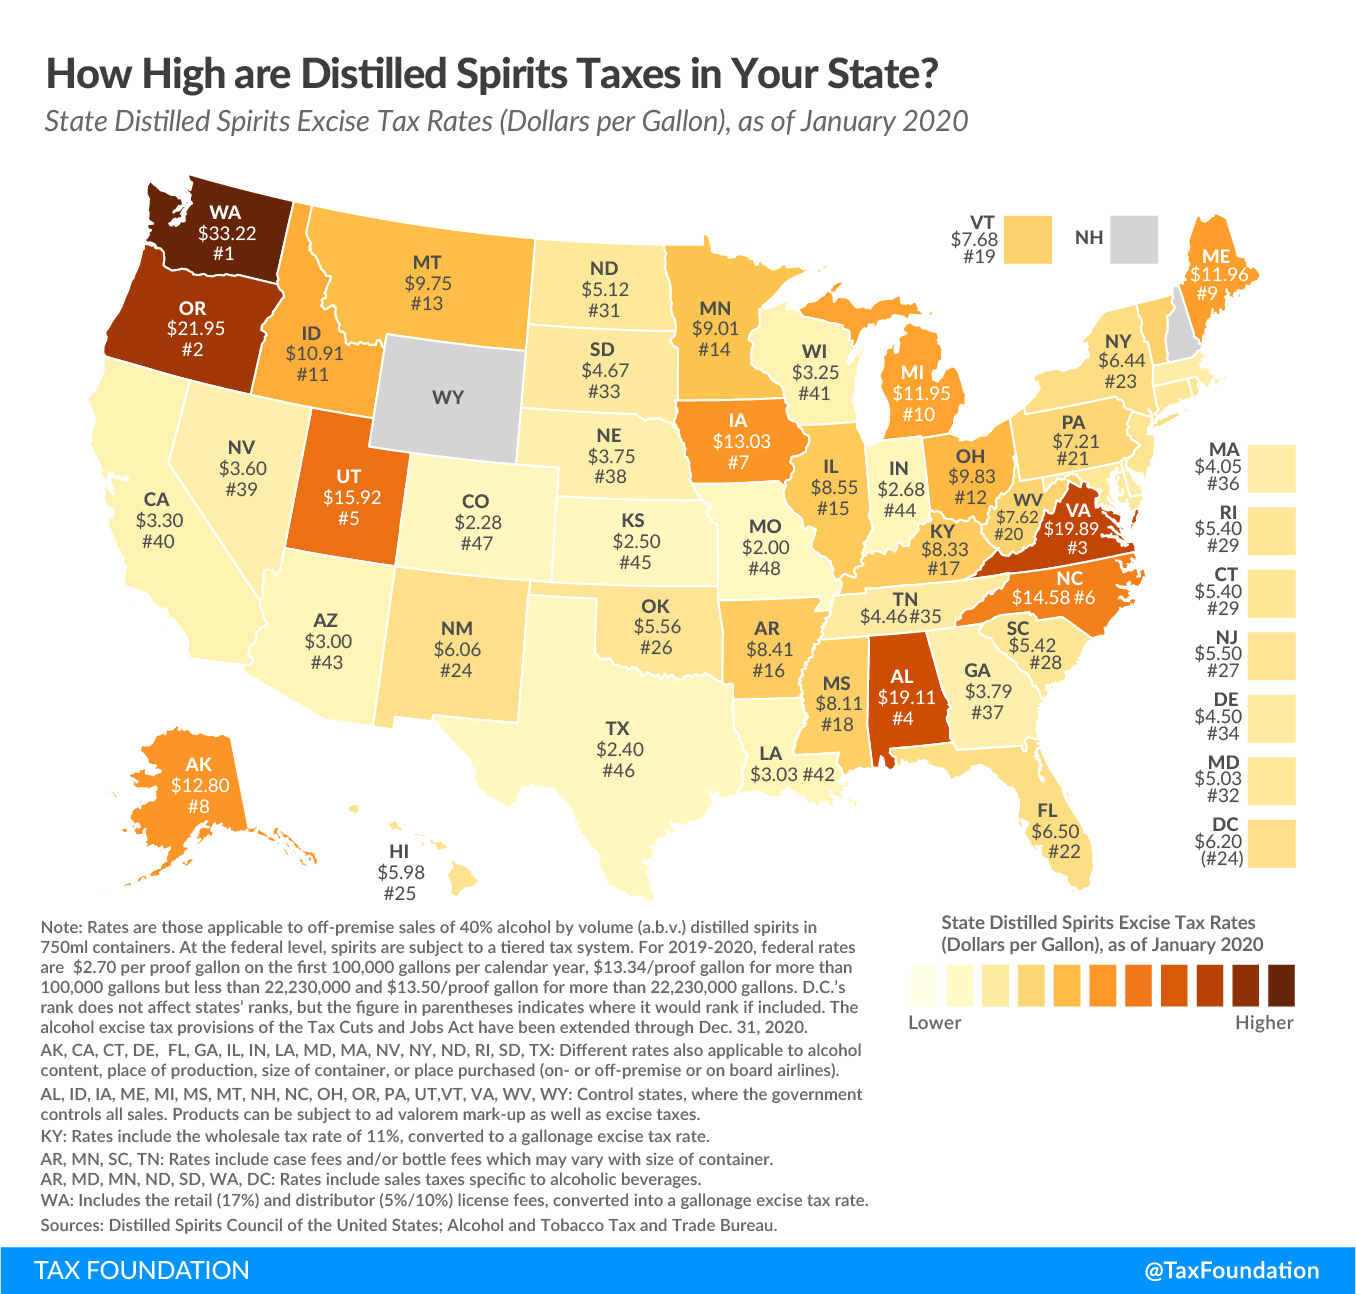 How High are Distilled Spirits Taxes in Your State?
State Distilled Spirits Excise Tax Rates (Dollars per Gallon), as of January 2020
WA
$33.22
#1
OR
$21.95
#2
ID
$10.91
#11
MT
$9.75
#13
WY
ND
$5.12
#31
SD
$4.67
#33
NE
$3.75
#38
MN
$9.01
#14
WI
$3.25
#41
IA
$13.03
#7
MI
$11.95
#10
VT
$7.68
#19
NH
ME
$11.96
#9
NY
$6.44
#23
PA
$7.21
#21
CA
$3.30
#40
NV
$3.60
#39
UT
$15.92
#5
CO
$2.28
#47
KS
$2.50
#45
MO
$2.00
#48
IL
$8.55
#15
IN
$2.68
#44
OH
$9.83
#12
WV
$7.62
#20
VA
$19.89
#3
KY
$8.33
#17
NC
$14.58 #6
TN
$4.46#35
SC
$5.42
#28
AZ
$3.00
#43
NM
$6.06
#24
OK
$5.56
#26
AR
$8.41
#16
MS
$8.11
#18
AL
$19.11
#4
GA
$3.79
#37
TX
$2.40
#46
LA
$3.03 #42
FL
$6.50
#22
AK
$12.80
#8
HI
$5.98
#25
MA
$4.05
#36
RI
$5.40
#29
CT
$5.40
#29
NJ
$5.50
#27
DE
$4.50
#34
MD
$5.03
#32
DC
$6.20
(#24)
State Distilled Spirits Excise Tax Rates
(Dollars per Gallon), as of January 2020
Lower Higher
Note: Rates are those applicable to off-premise sales of 40% alcohol by volume (a.b.v.) distilled spirits in
750ml containers. At the federal level, spirits are subject to a tiered tax system. For 2019-2020, federal rates
are $2.70 per proof gallon on the first 100,000 gallons per calendar year, $13.34/proof gallon for more than
100,000 gallons but less than 22,230,000 and $13.50/proof gallon for more than 22,230,000 gallons. D.C.'s
rank does not affect states' ranks, but the figure in parentheses indicates where it would rank if included. The
alcohol excise tax provisions of the Tax Cuts and Jobs Act have been extended through Dec. 31, 2020.
AK, CA, CT, DE, FL, GA, IL, IN, LA, MD, MA, NV, NY, ND, RI, SD, TX: Different rates also applicable to alcohol
content, place of production, size of container, or place purchased (on- or off-premise or on board airlines).
AL, ID, IA, ME, MI, MS, MT, NH, NC, OH, OR, PA, UT,VT, VA, WV, WY: Control states, where the government
controls all sales. Products can be subject to ad valorem mark-up as well as excise taxes.
KY: Rates include the wholesale tax rate of 11%, converted to a gallonage excise tax rate.
AR, MN, SC, TN: Rates include case fees and/or bottle fees which may vary with size of container.
AR, MD, MN, ND, SD, WA, DC: Rates include sales taxes specific to alcoholic beverages.
WA: Includes the retail (17%) and distributor (5%/10%) license fees, converted into a gallonage excise tax rate.
Sources: Distilled Spirits Council of the United States; Alcohol and Tobacco Tax and Trade Bureau.
TAX FOUNDATION @TaxFoundation